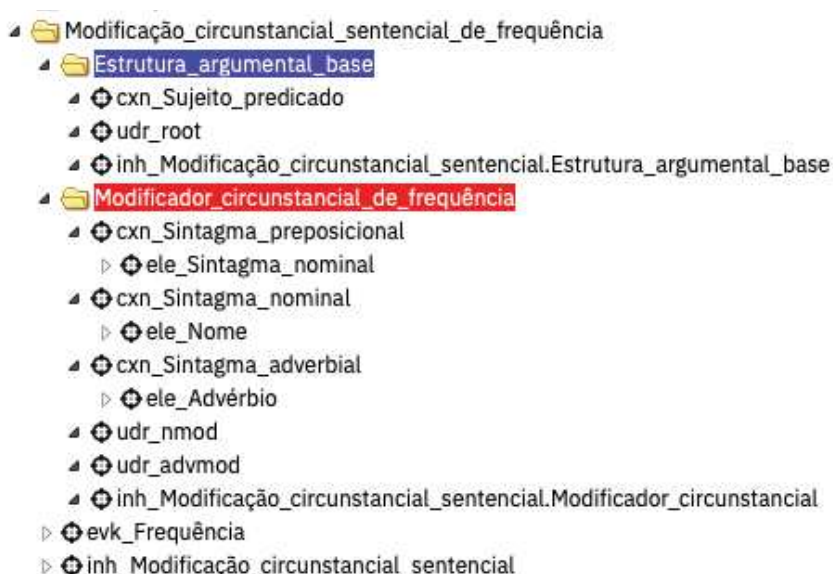 Modificação_circunstancial_sentencial_de_frequência
Estrutura_argumental_base
cxn_Sujeito_predicado
udr_root
inh_Modificação_circunstancial_sentencial.Estrutura_argumental_base
Modificador_circunstancial_de_frequência
cxn_Sintagma_preposicional
ele_Sintagma_nominal
cxn_Sintagma_nominal
ele_Nome
cxn_Sintagma_adverbial
ele_Advérbio
udr_nmod
udr_advmod
inh_Modificação_circunstancial_sentencial.Modificador_circunstancial
evk_Frequência
inh_Modificação_circunstancial_sentencial